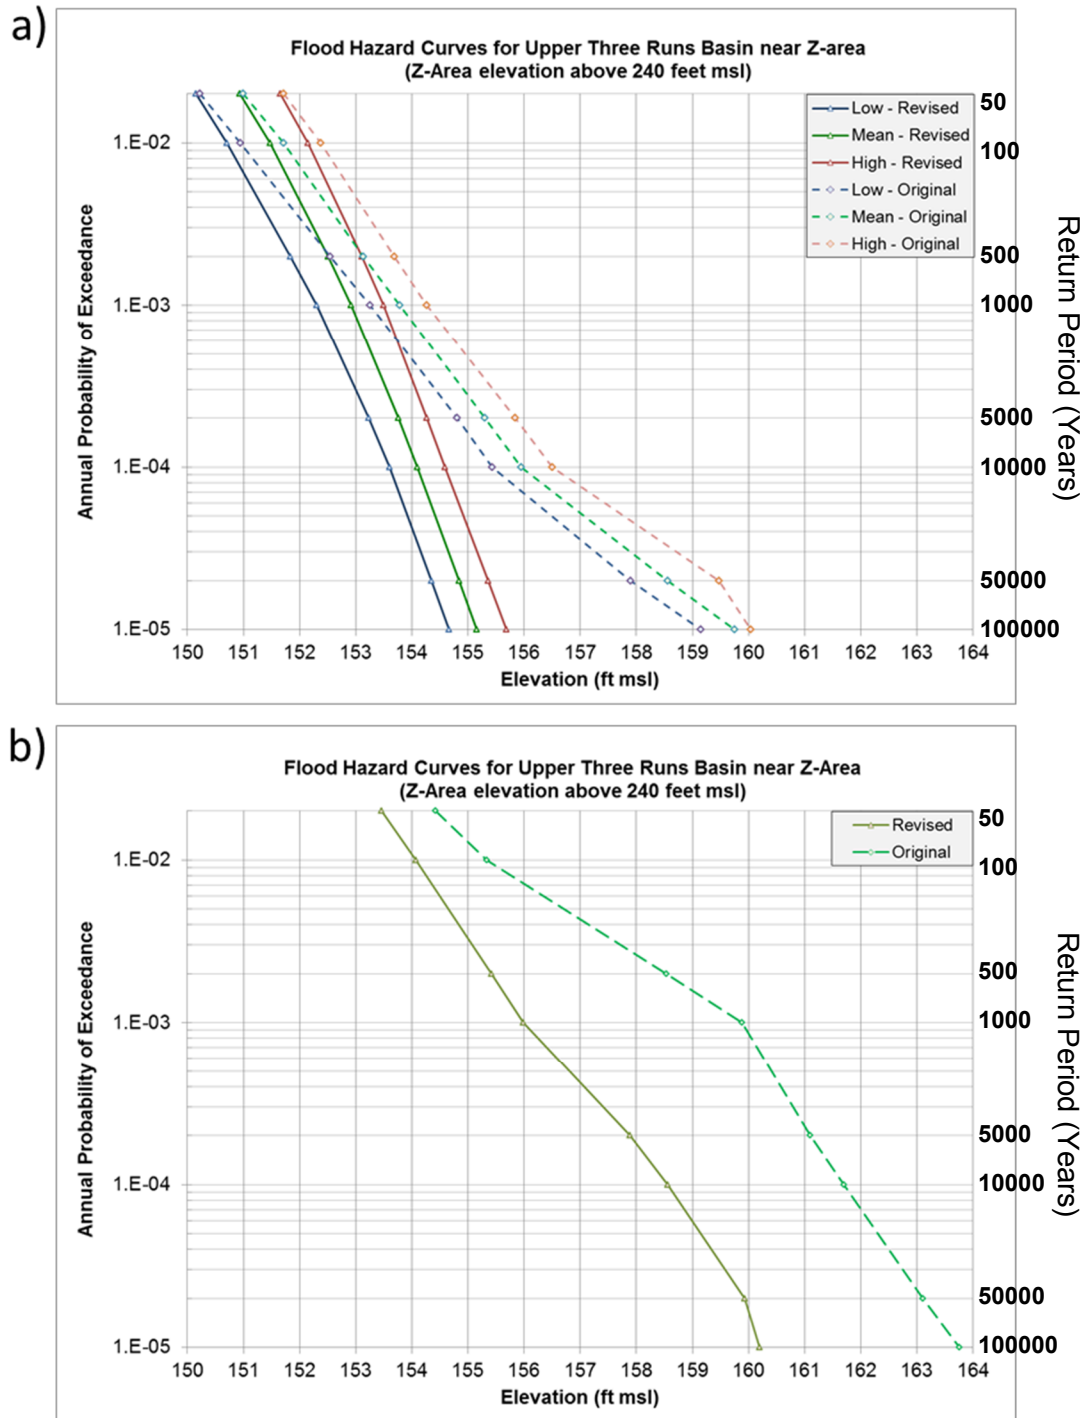 a)
Flood Hazard Curves for Upper Three Runs Basin near Z-area
(Z-Area elevation above 240 feet msl)
Low - Revised
Mean - Revised
High - Revised
Low - Original
Mean - Original
High - Original
1.E-02
1.E-03
1.E-04
1.E-05
Annual Probability of Exceedance
50
100
500
1000
5000
10000
50000
100000
Return Period (Years)
150 151 152 153 154 155 156 157 158 159 160 161 162 163 164
Elevation (ft msl)
b)
Flood Hazard Curves for Upper Three Runs Basin near Z-Area
(Z-Area elevation above 240 feet msl)
Revised
Original
1.E-02
1.E-03
1.E-04
1.E-05
Annual Probability of Exceedance
50
100
500
1000
5000
10000
50000
100000
Return Period (Years)
150 151 152 153 154 155 156 157 158 159 160 161 162 163 164
Elevation (ft msl)